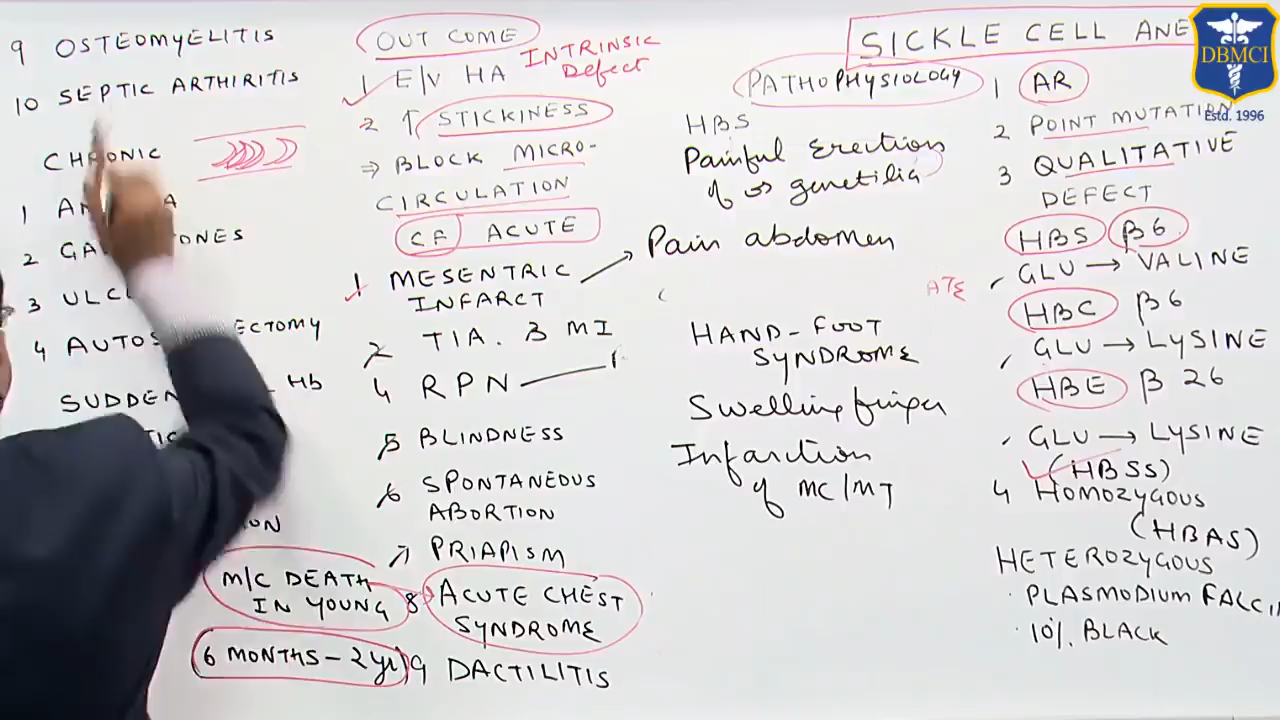 9 OSTEOMYELITIS
10 SEPTIC ARTHIRITIS
CHRONIC
1
2
3
4
SUDDEN Hb
OUT COME
1 E/V HA
INTRINSIC
Defect
2 ↑ STICKINESS
⇒ BLOCK MICRO-
CIRCULATION
CF ACUTE
1 MESENTRIC
INFARCT
→ Pain abdomen
2 TIA. 3 MI
4 RPN
5 BLINDNESS
6 SPONTANEOUS
ABORTION
7 PRIAPISM
M/C DEATH
IN YOUNG
8 ACUTE CHEST
SYNDROME
6 MONTHS - 2 yr
9 DACTILITIS
PATHOPHYSIOLOGY
HBS
Painful Erection
of ♂ genetilia
HAND-FOOT
SYNDROME
Swelling finger
Infarction
of MC/MT
SICKLE CELL ANE
1 AR
2 POINT MUTATION
3 QUALITATIVE
DEFECT
HBS β6
GLU → VALINE
HBC β6
GLU → LYSINE
HBE β 26
GLU → LYSINE
(HBSS)
4 HOMOZYGOUS
(HBAS)
HETEROZYGOUS
· PLASMODIUM FALCI
· 10% BLACK
DBMCI
Estd. 1996